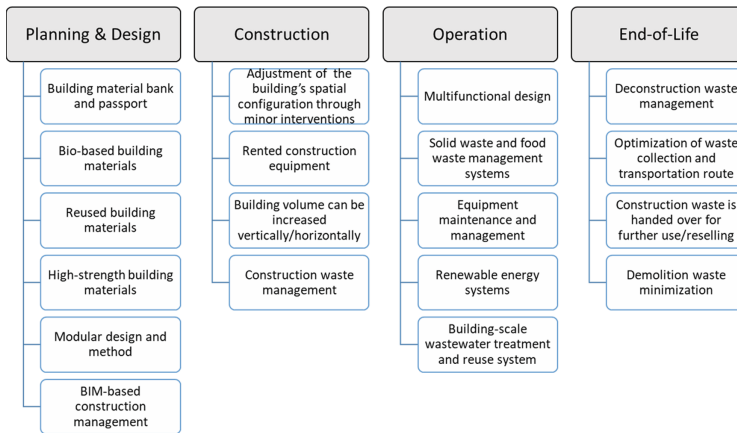 Planning & Design
Building material bank
and passport
Bio-based building
materials
Reused building
materials
High-strength building
materials
Modular design and
method
BIM-based
construction
management
Construction
Adjustment of the
building's spatial
configuration through
minor interventions
Rented construction
equipment
Building volume can be
increased
vertically/horizontally
Construction waste
management
Operation
Multifunctional design
Solid waste and food
waste management
systems
Equipment
maintenance and
management
Renewable energy
systems
Building-scale
wastewater treatment
and reuse system
End-of-Life
Deconstruction waste
management
Optimization of waste
collection and
transportation route
Construction waste is
handed over for
further use/reselling
Demolition waste
minimization